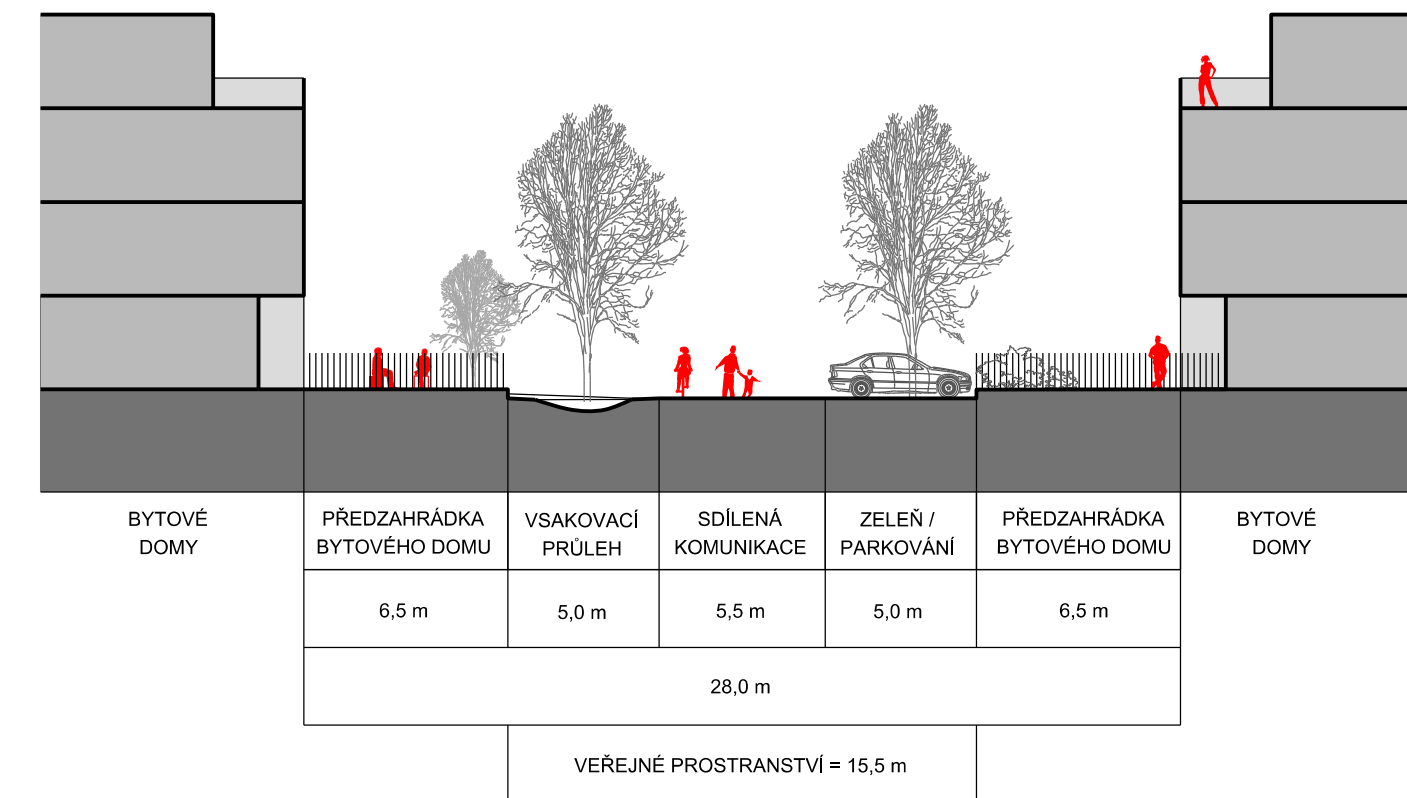 BYTOVÉ
DOMY
PŘEDZAHRÁDKA
BYTOVÉHO DOMU
VSAKOVACÍ
PRŮLEH
SDÍLENÁ
KOMUNIKACE
ZELEŇ /
PARKOVÁNÍ
PŘEDZAHRÁDKA
BYTOVÉHO DOMU
BYTOVÉ
DOMY
6,5 m
5,0 m
5,5 m
5,0 m
6,5 m
28,0 m
VEŘEJNÉ PROSTRANSTVÍ = 15,5 m